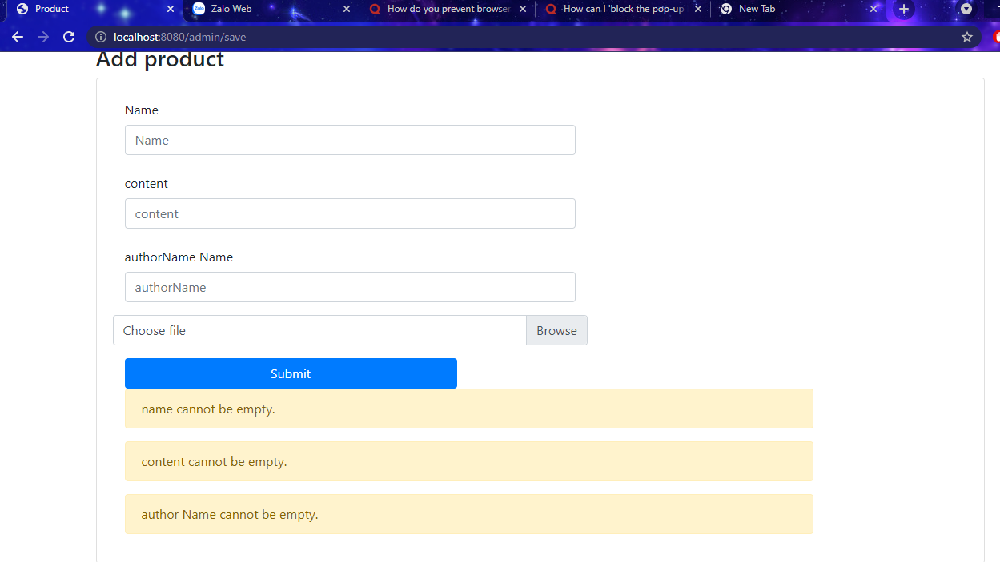 Product
Zalo Web
How do you prevent browser
How can I 'block the pop-up
New Tab
localhost:8080/admin/save
Add product
Name
Name
content
content
authorName Name
authorName
Choose file Browse
Submit
name cannot be empty.
content cannot be empty.
author Name cannot be empty.